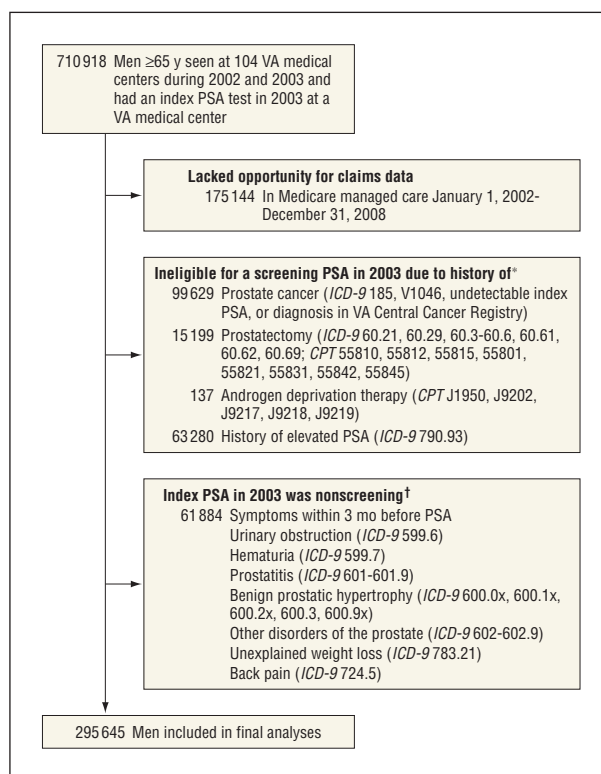 710 918 Men ≥65 y seen at 104 VA medical
centers during 2002 and 2003 and
had an index PSA test in 2003 at a
VA medical center
Lacked opportunity for claims data
175 144 In Medicare managed care January 1, 2002-
December 31, 2008
Ineligible for a screening PSA in 2003 due to history of*
99 629 Prostate cancer (ICD-9 185, V1046, undetectable index
PSA, or diagnosis in VA Central Cancer Registry)
15 199 Prostatectomy (ICD-9 60.21, 60.29, 60.3-60.6, 60.61,
60.62, 60.69; CPT 55810, 55812, 55815, 55801,
55821, 55831, 55842, 55845)
137 Androgen deprivation therapy (CPT J1950, J9202,
J9217, J9218, J9219)
63 280 History of elevated PSA (ICD-9 790.93)
Index PSA in 2003 was nonscreening†
61 884 Symptoms within 3 mo before PSA
Urinary obstruction (ICD-9 599.6)
Hematuria (ICD-9 599.7)
Prostatitis (ICD-9 601-601.9)
Benign prostatic hypertrophy (ICD-9 600.0x, 600.1x,
600.2x, 600.3, 600.9x)
Other disorders of the prostate (ICD-9 602-602.9)
Unexplained weight loss (ICD-9 783.21)
Back pain (ICD-9 724.5)
295 645 Men included in final analyses